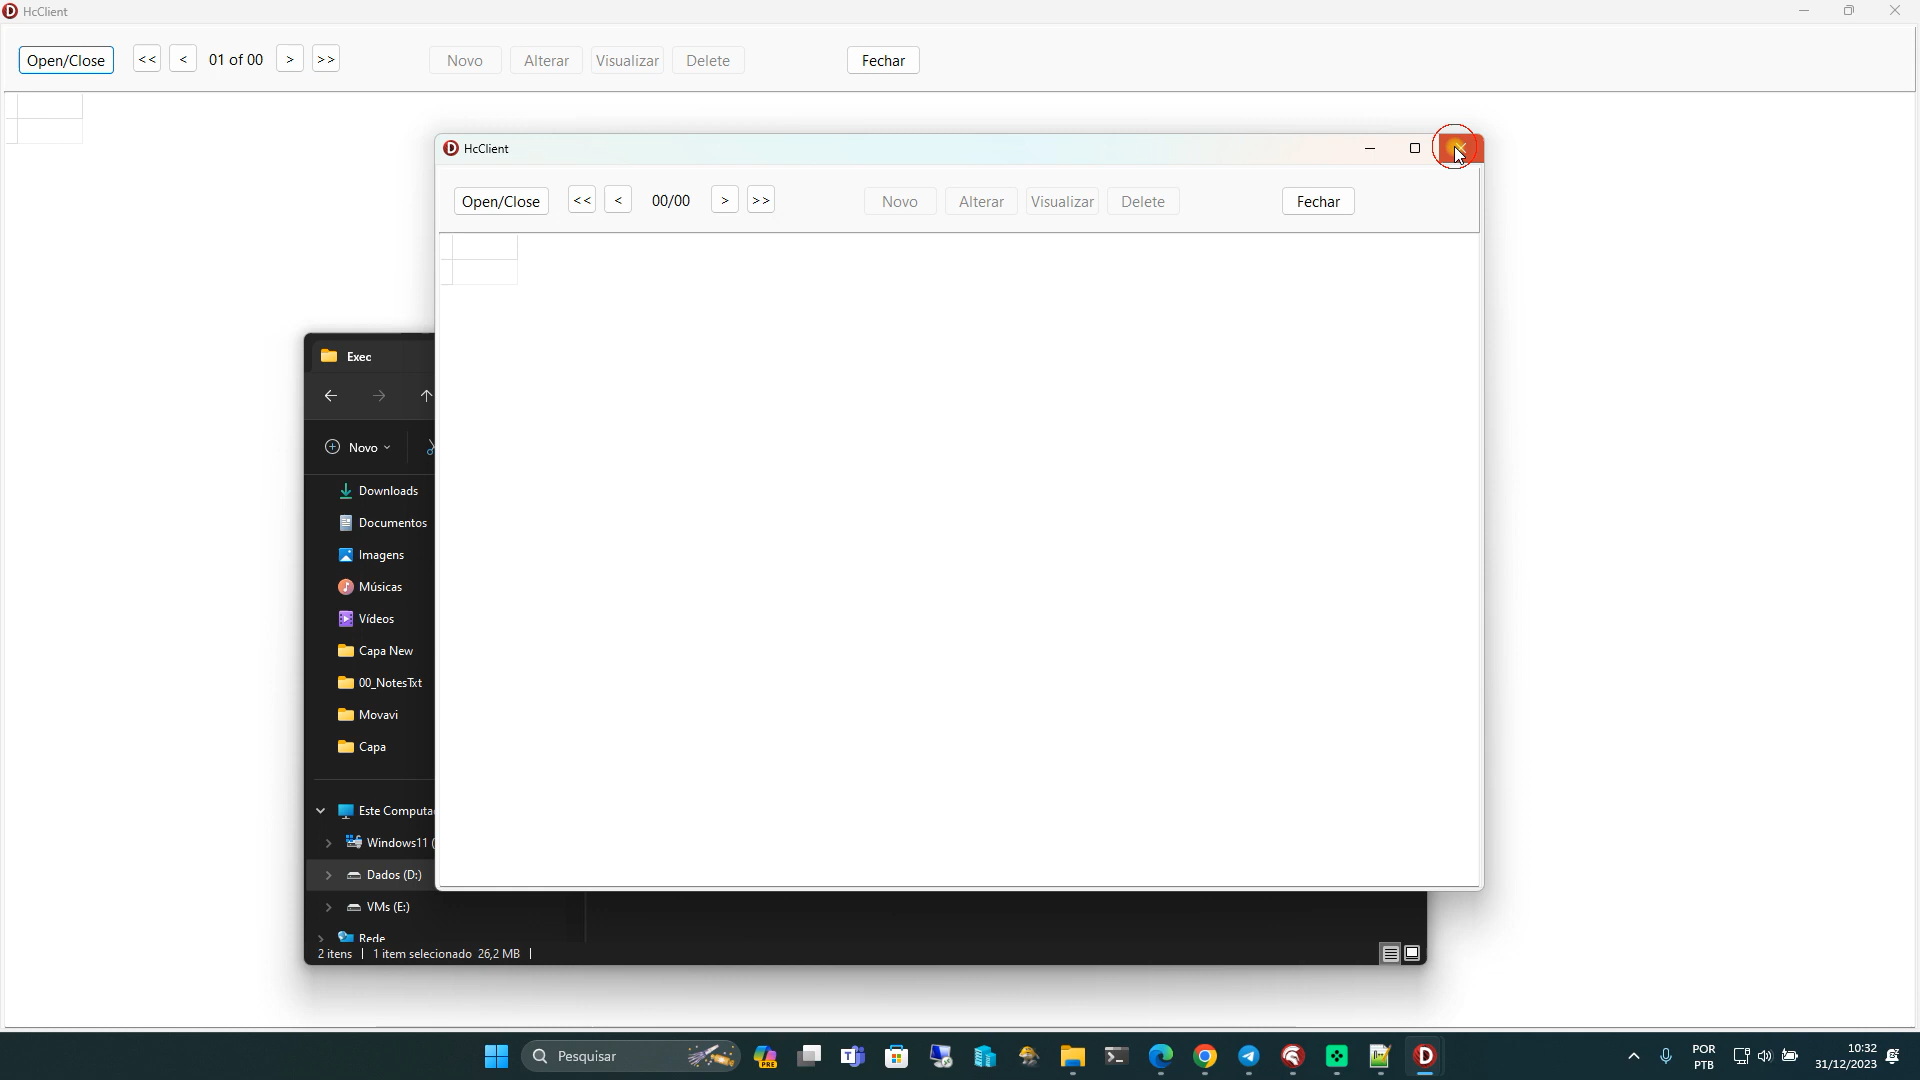 HcClient
Open/Close << < 01 of 00 > >> Novo Alterar Visualizar Delete Fechar
HcClient
Open/Close << < 00/00 > >> Novo Alterar Visualizar Delete Fechar
Exec
Novo
Downloads
Documentos
Imagens
Músicas
Vídeos
Capa New
00_NotesTxt
Movavi
Capa
Este Computa
Windows11 (
Dados (D:)
VMs (E:)
Rede
2 itens 1 item selecionado 26,2 MB
Pesquisar
PRE
POR
PTB
10:32
31/12/2023